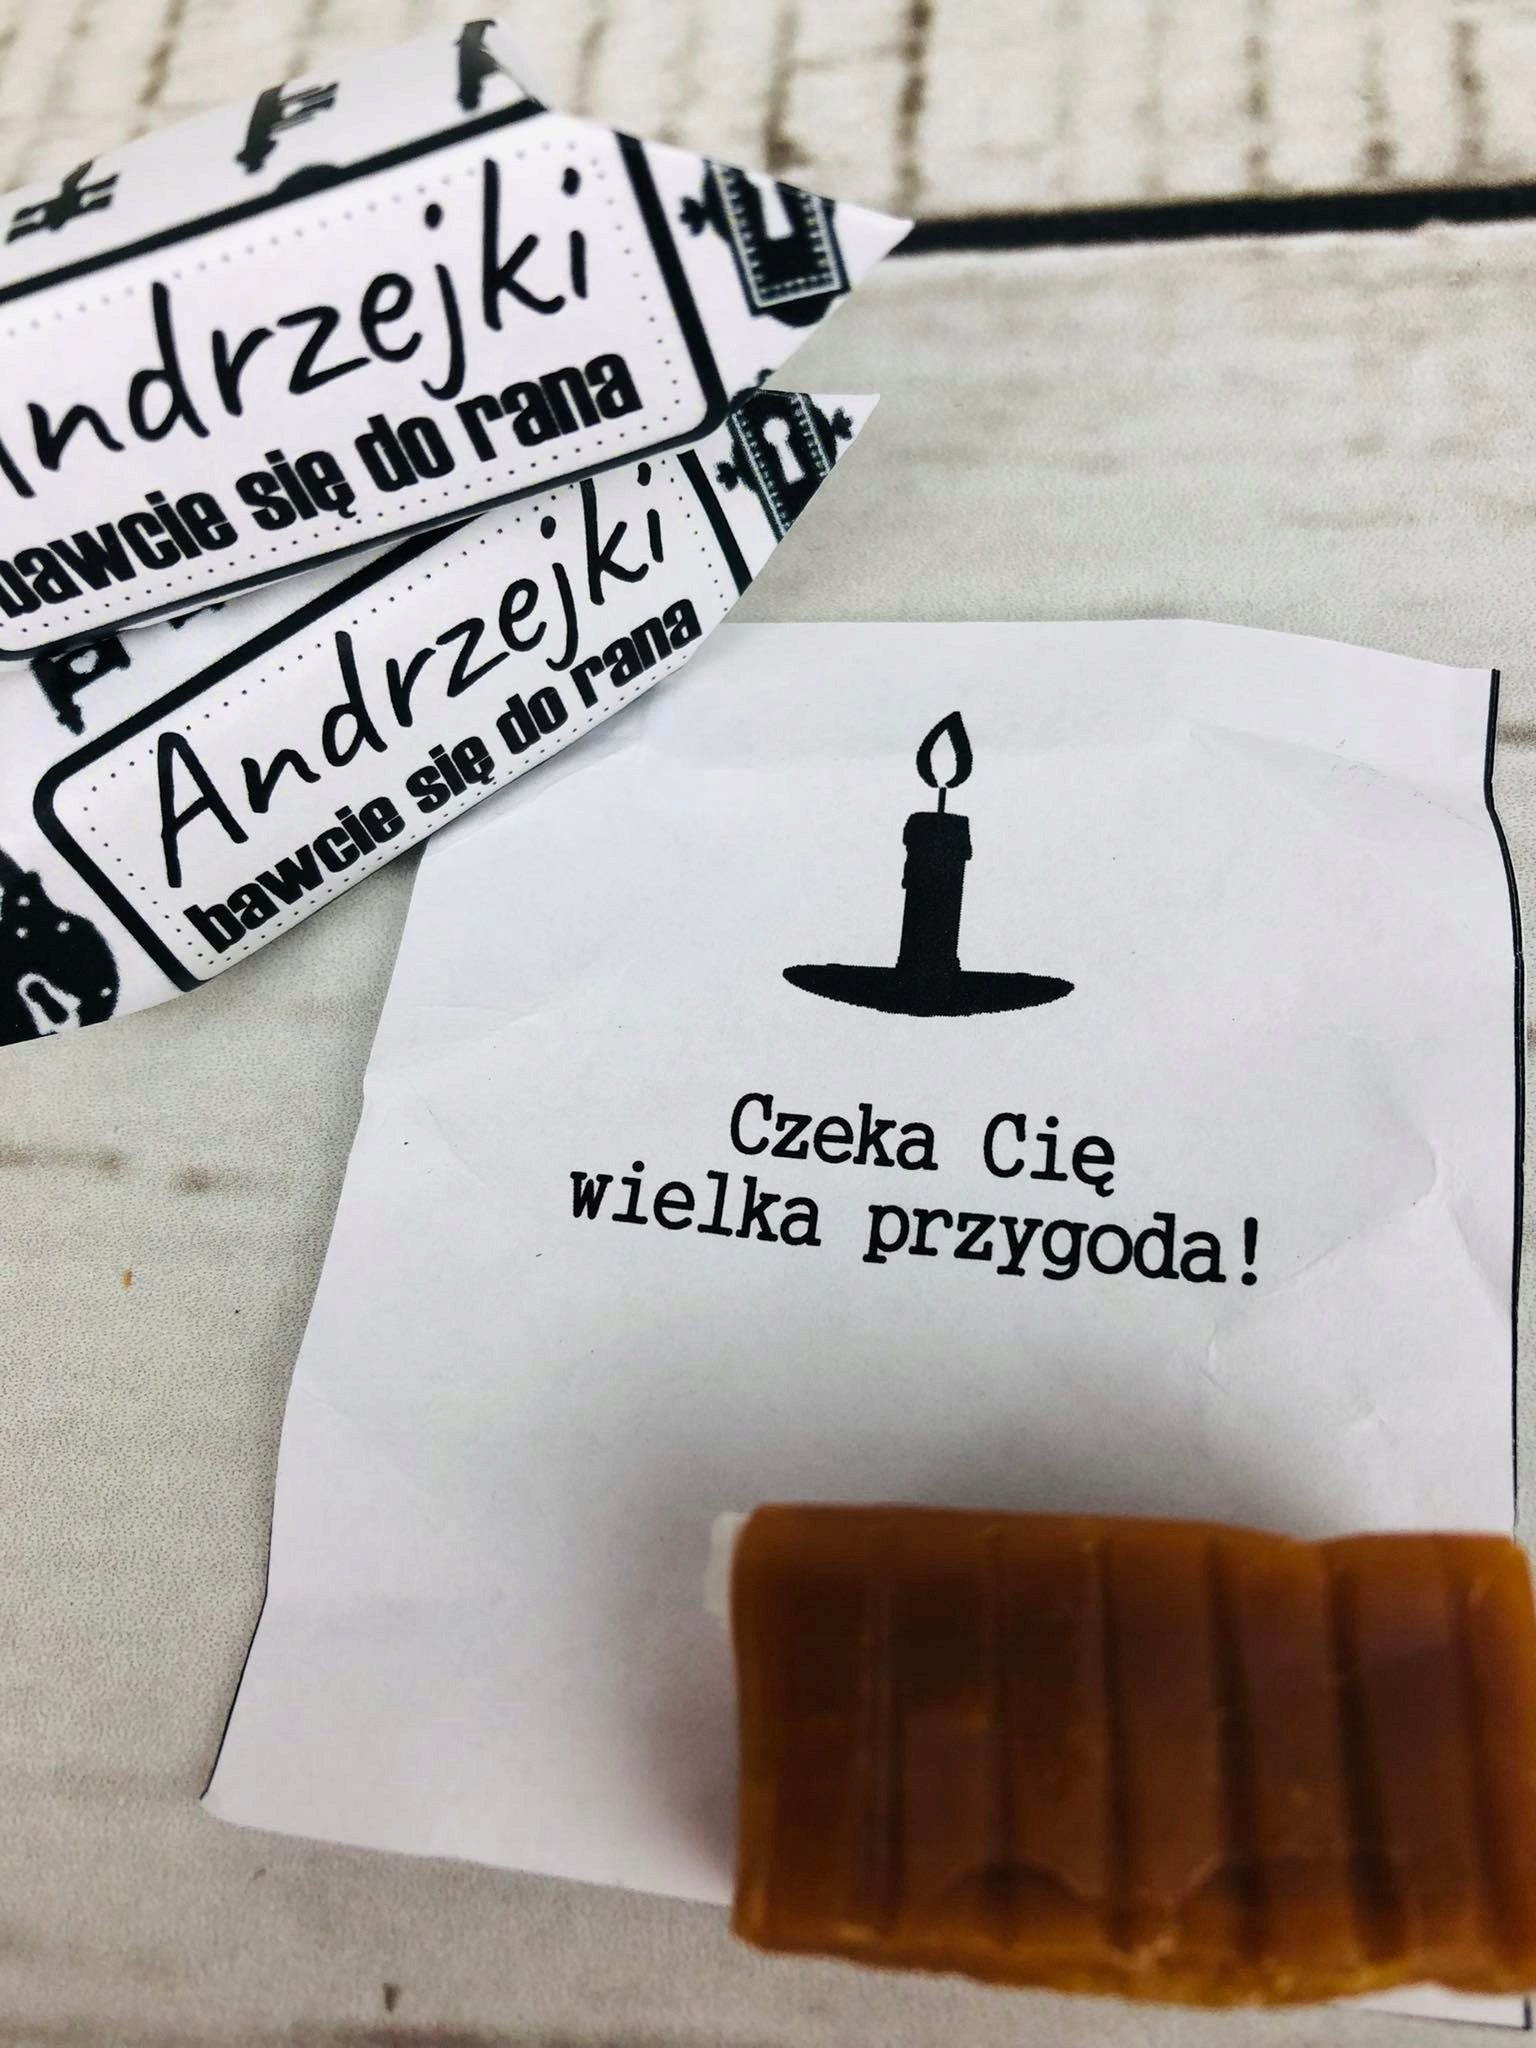 Andrzejki
bawcie się do rana
Andrzejki
bawcie się do rana
Czeka Cię
wielka przygoda!